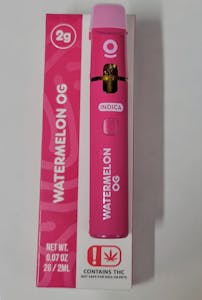 2g
WATERMELON OG
NET WT.
0.07 OZ
2G / 2ML
INDICA
WATERMELON
OG
CONTAINS THC